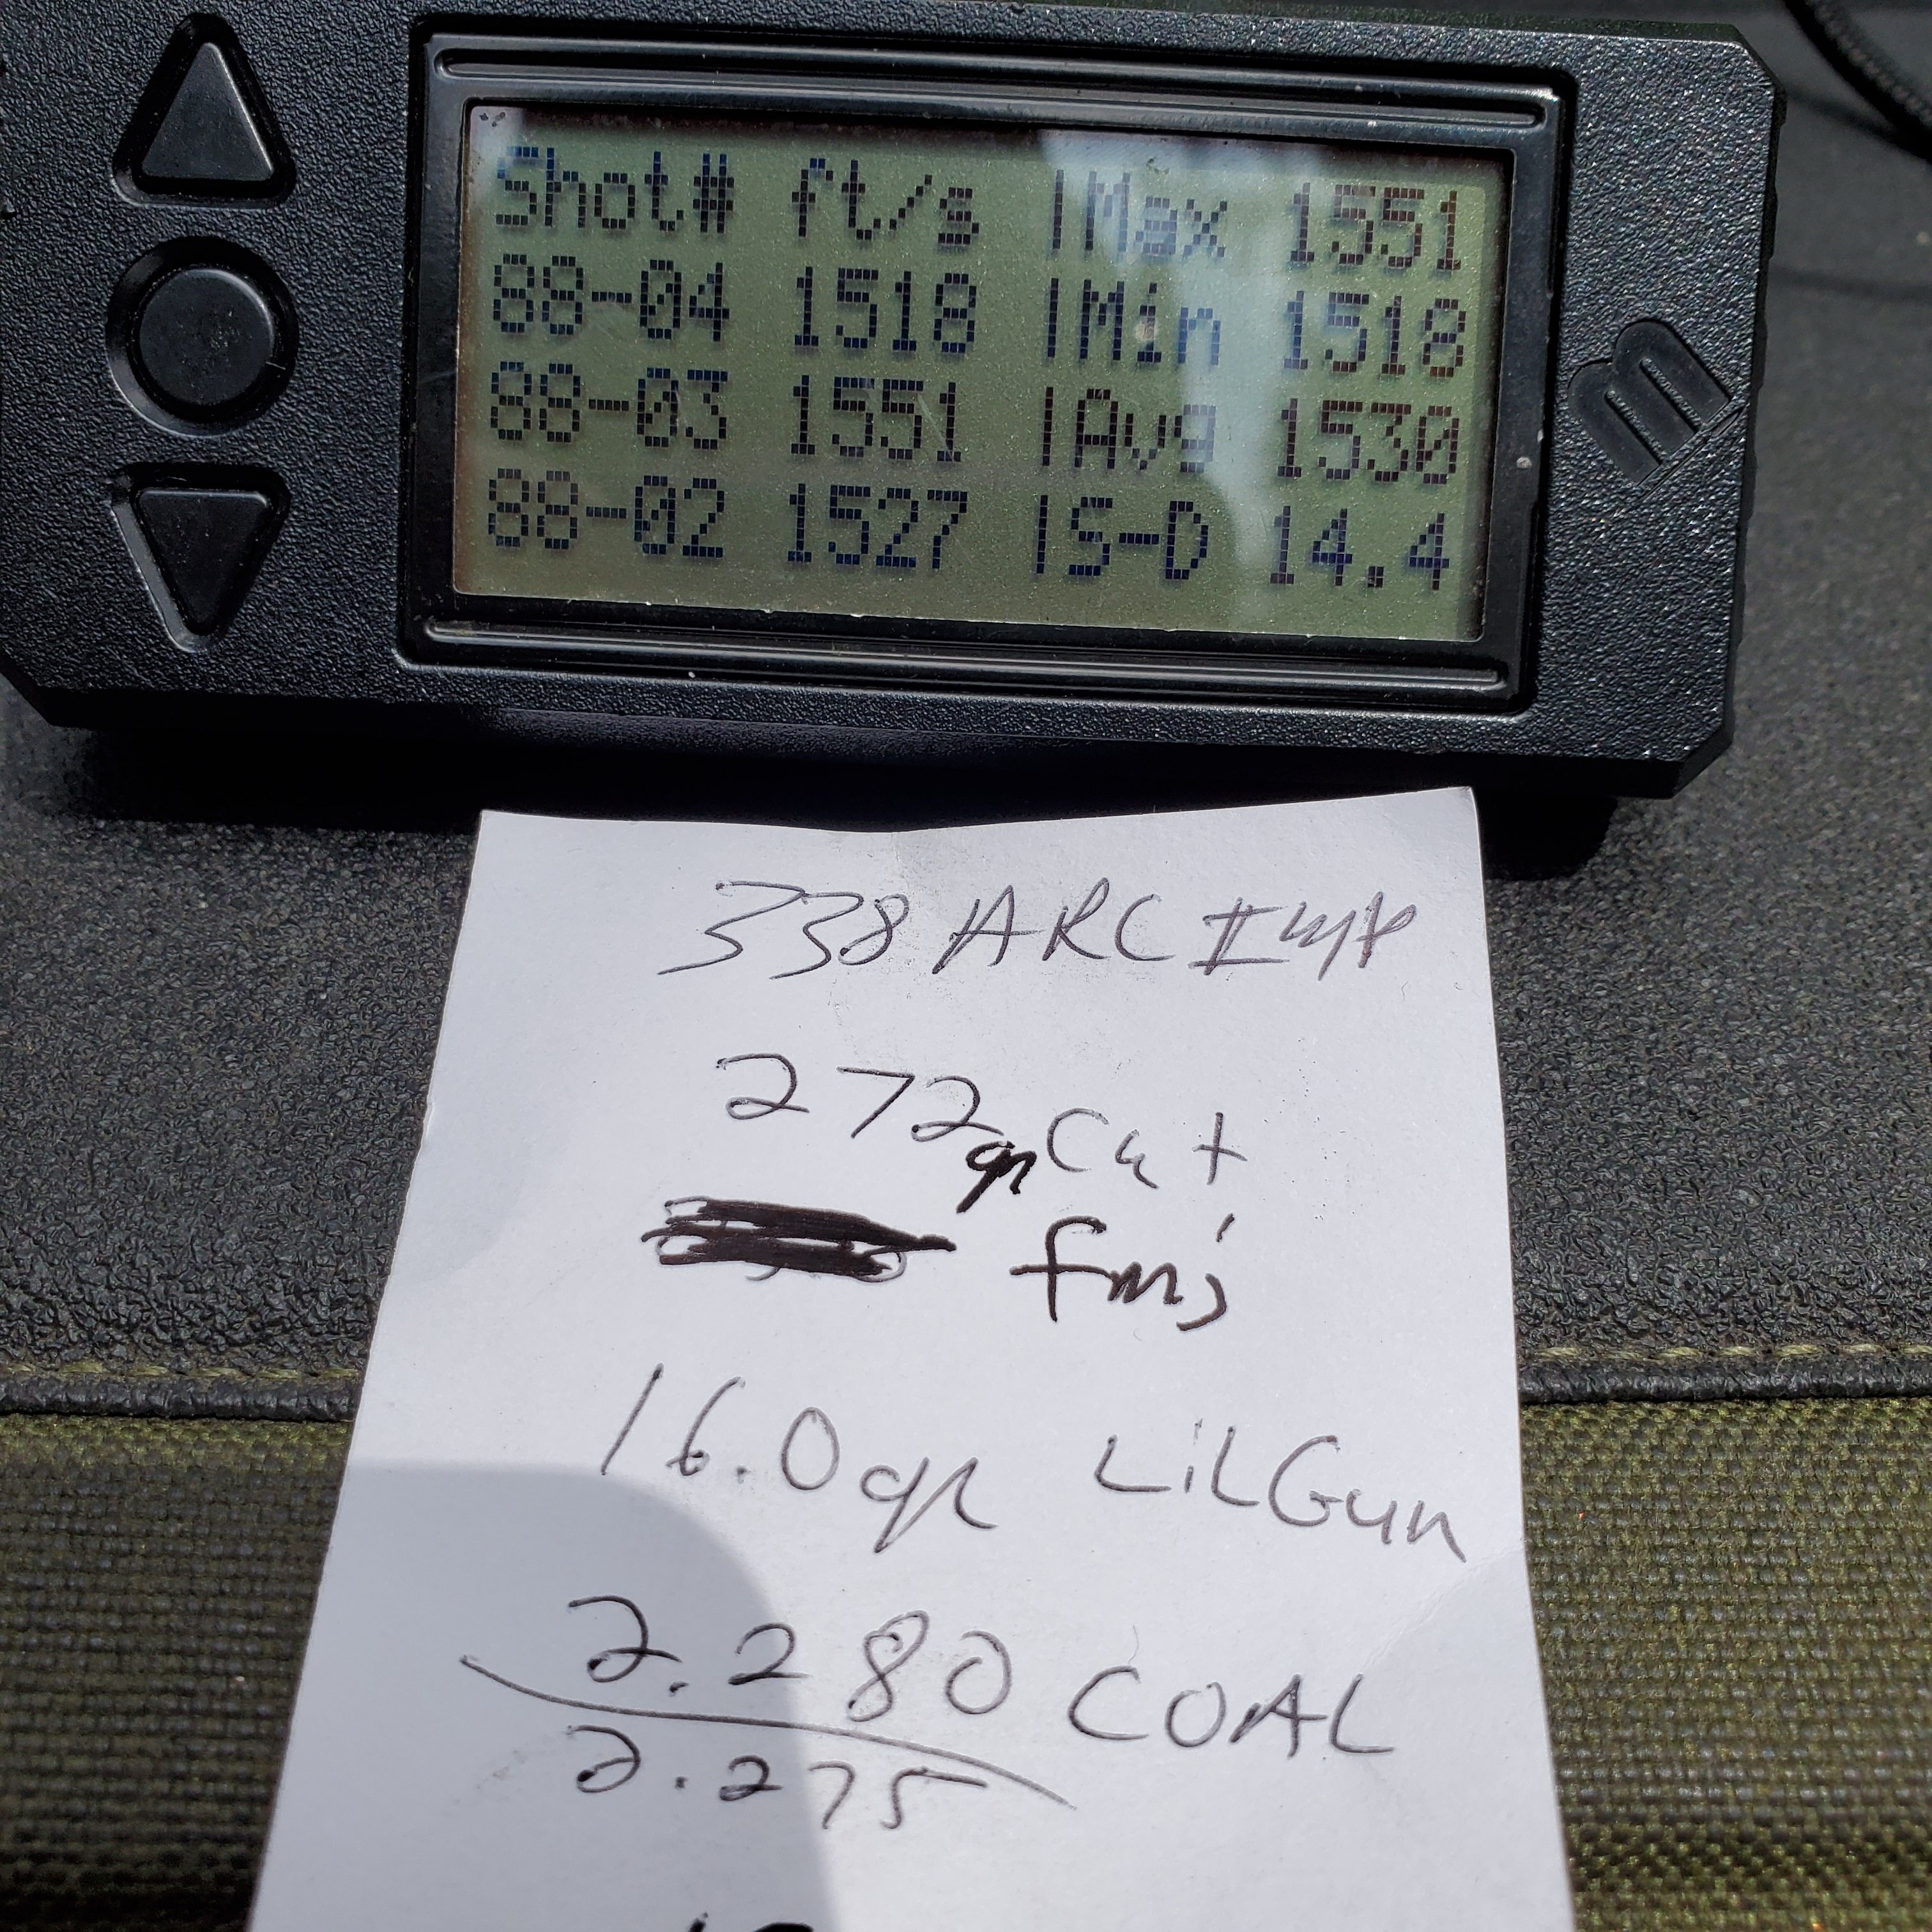 Shot# ft/s |Max 1551
88-04 1518 |Min 1518
88-03 1551 |Avg 1530
88-02 1527 |S-D 14.4
338 ARC Imp
272gr Cut
fmj
16.0gr LiLGun
2.280 COAL
2.275